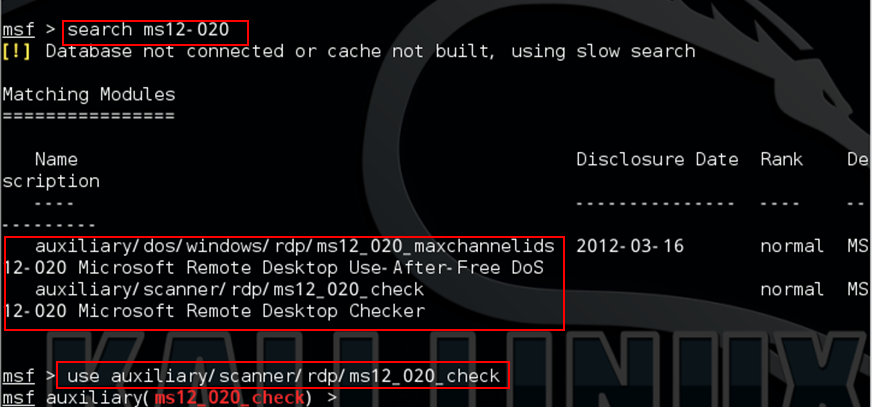 msf > search ms12-020
[!] Database not connected or cache not built, using slow search
Matching Modules
================
Name Disclosure Date Rank De
scription
---- --------------- ---- --
---------
auxiliary/dos/windows/rdp/ms12_020_maxchannelids 2012-03-16 normal MS
12-020 Microsoft Remote Desktop Use-After-Free DoS
auxiliary/scanner/rdp/ms12_020_check normal MS
12-020 Microsoft Remote Desktop Checker
KALI LINUX
msf > use auxiliary/scanner/rdp/ms12_020_check
msf auxiliary(ms12_020_check) >